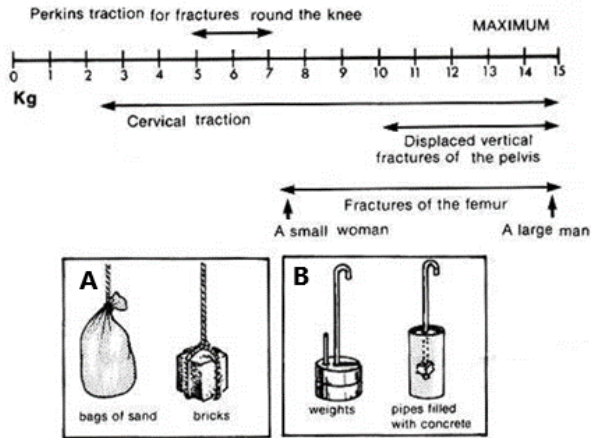 Perkins traction for fractures round the knee
MAXIMUM
0 1 2 3 4 5 6 7 8 9 10 11 12 13 14 15
Kg
Cervical traction
Displaced vertical
fractures of the pelvis
Fractures of the femur
A small woman
A large man
A
bags of sand
bricks
B
weights
pipes filled
with concrete